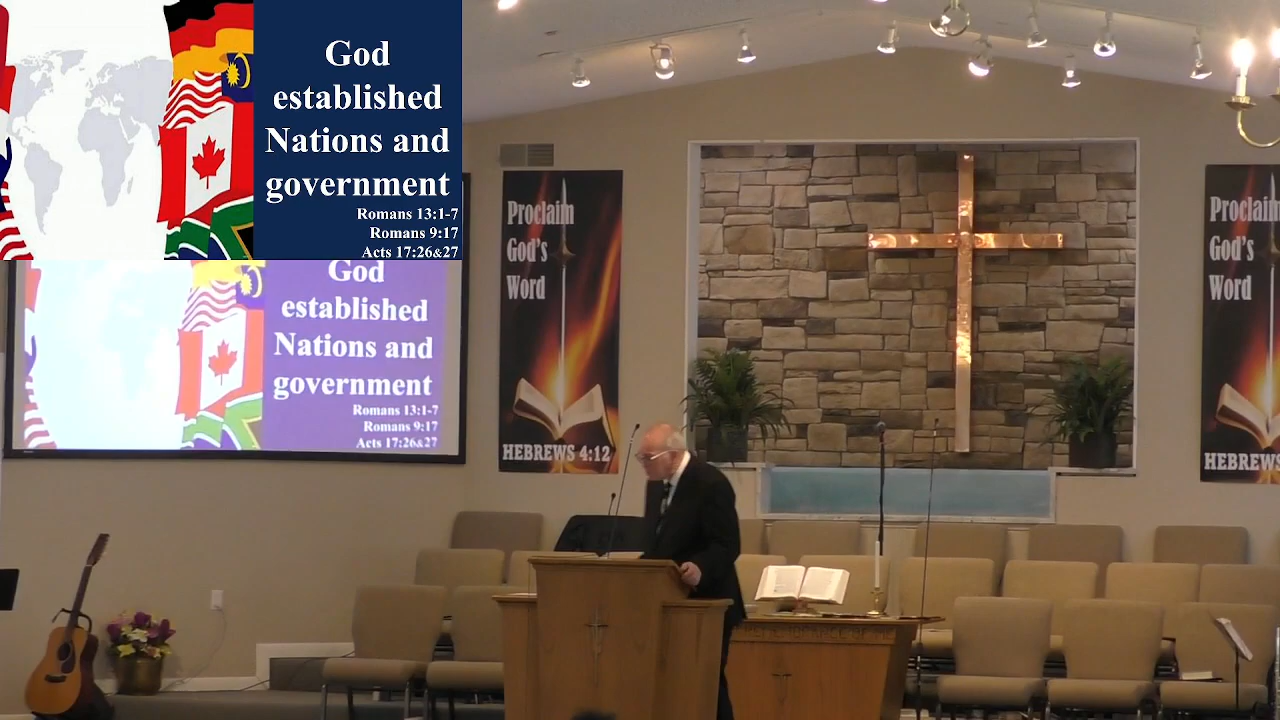 God
established
Nations and
government
Romans 13:1-7
Romans 9:17
Acts 17:26&27
God
established
Nations and
government
Romans 13:1-7
Romans 9:17
Acts 17:26&27
Proclaim
God's
Word
HEBREWS 4:12
Proclaim
God's
Word
HEBREWS